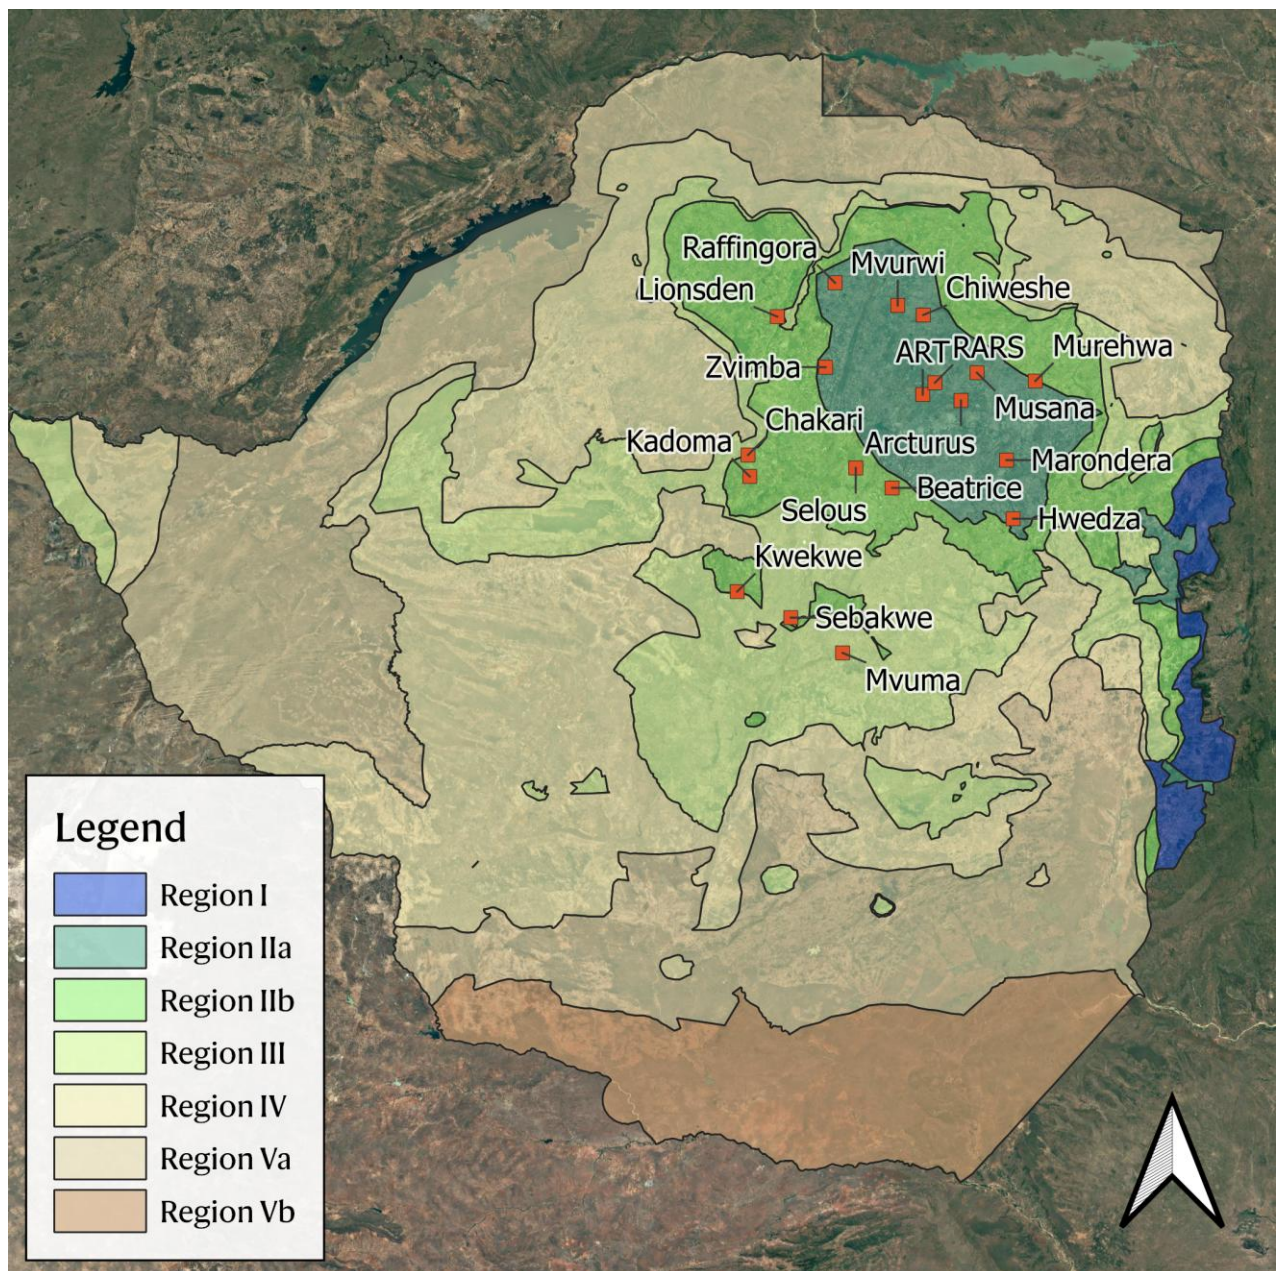 Raffingora
Mvurwi
Lionsden
Chiweshe
ART
RARS
Murehwa
Zvimba
Musana
Chakari
Kadoma
Arcturus
Marondera
Beatrice
Selous
Hwedza
Kwekwe
Sebakwe
Mvuma
Legend
Region I
Region IIa
Region IIb
Region III
Region IV
Region Va
Region Vb